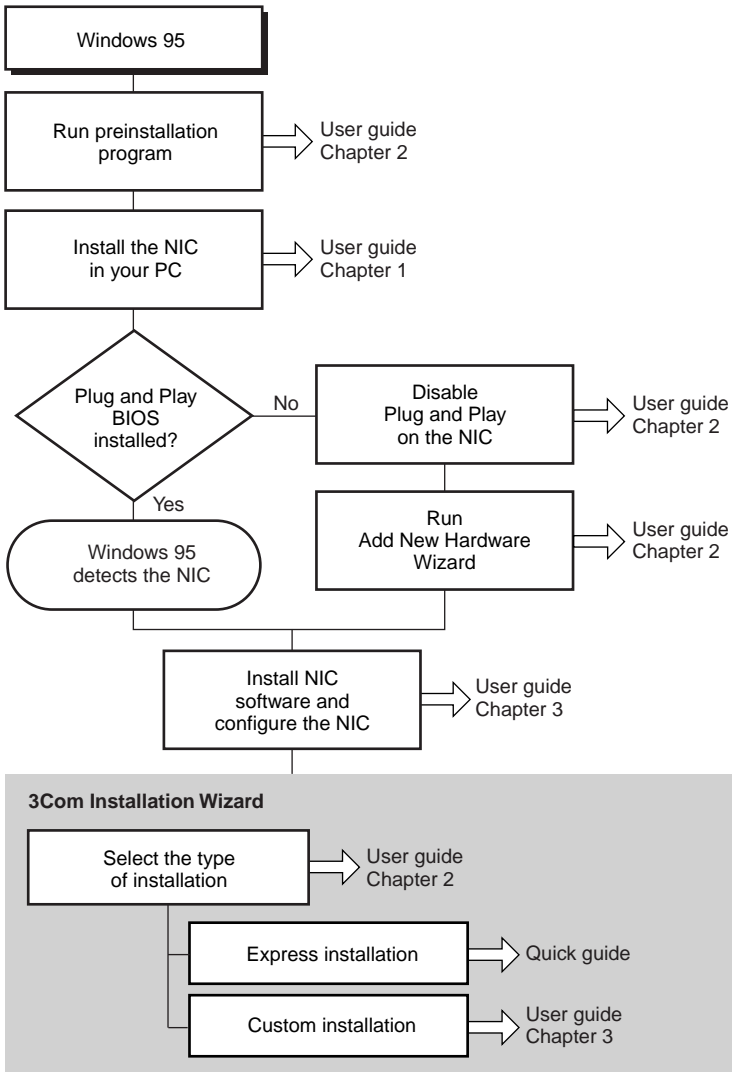 Windows 95
Run preinstallation
program
User guide
Chapter 2
Install the NIC
in your PC
User guide
Chapter 1
Plug and Play
BIOS
installed?
No
Disable
Plug and Play
on the NIC
User guide
Chapter 2
Yes
Windows 95
detects the NIC
Run
Add New Hardware
Wizard
User guide
Chapter 2
Install NIC
software and
configure the NIC
User guide
Chapter 3
3Com Installation Wizard
Select the type
of installation
User guide
Chapter 2
Express installation
Quick guide
Custom installation
User guide
Chapter 3